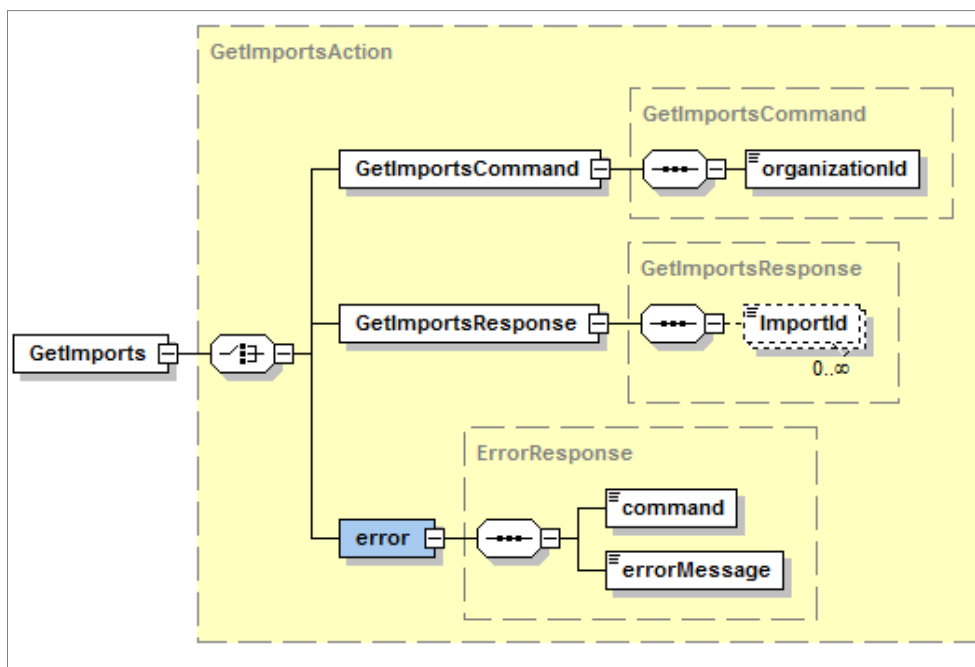 GetImportsAction
GetImportsCommand
GetImportsCommand
organizationId
GetImportsResponse
GetImportsResponse
ImportId
0..∞
GetImports
ErrorResponse
command
error
errorMessage